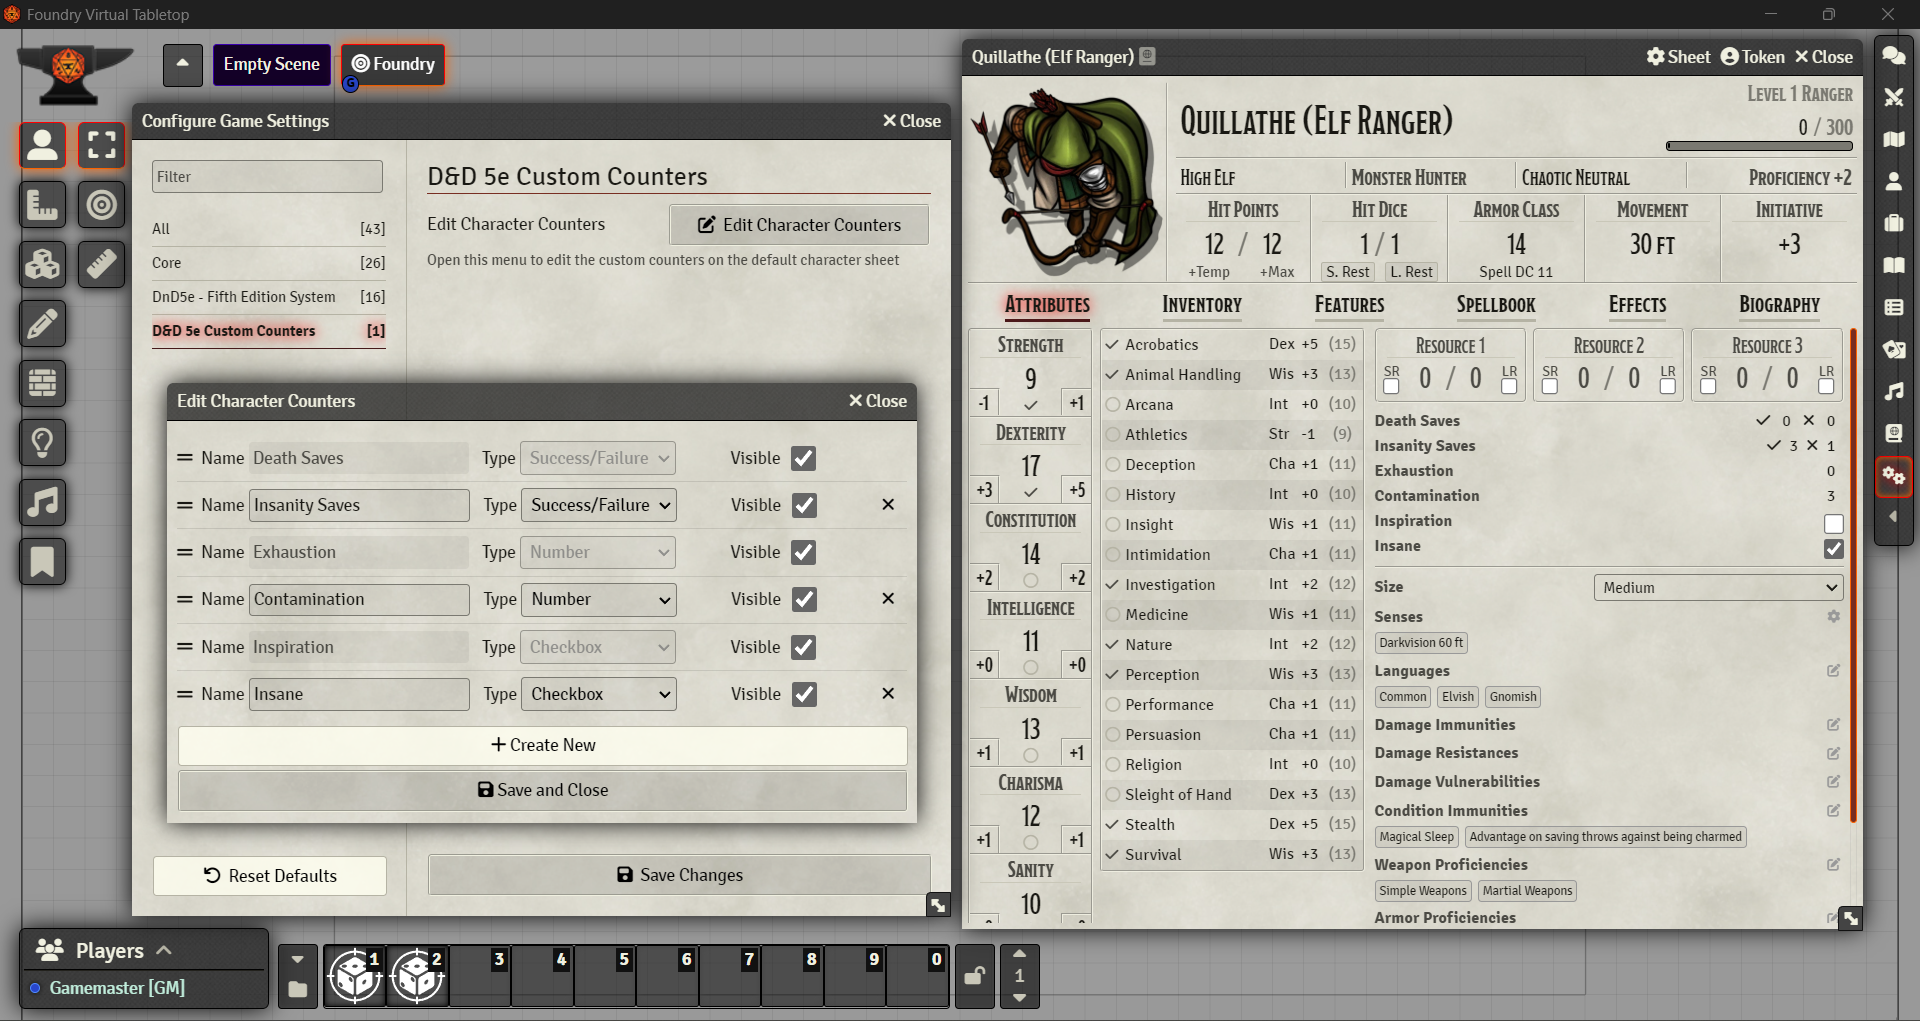 Foundry Virtual Tabletop
Empty Scene
Foundry
G
Configure Game Settings
Close
Filter
All [43]
Core [26]
DnD5e - Fifth Edition System [16]
D&D 5e Custom Counters [1]
D&D 5e Custom Counters
Edit Character Counters
Edit Character Counters
Open this menu to edit the custom counters on the default character sheet
Edit Character Counters
Close
Name Death Saves Type Success/Failure Visible
Name Insanity Saves Type Success/Failure Visible
Name Exhaustion Type Number Visible
Name Contamination Type Number Visible
Name Inspiration Type Checkbox Visible
Name Insane Type Checkbox Visible
Create New
Save and Close
Reset Defaults
Save Changes
Players
Gamemaster [GM]
1 2 3 4 5 6 7 8 9 0
1
Quillathe (Elf Ranger)
Sheet Token Close
Quillathe (Elf Ranger)
Level 1 Ranger
0 / 300
High Elf
Monster Hunter
Chaotic Neutral
Proficiency +2
Hit Points
12 / 12
+Temp +Max
Hit Dice
1 / 1
S. Rest L. Rest
Armor Class
14
Spell DC 11
Movement
30 ft
Initiative
+3
Attributes
Inventory
Features
Spellbook
Effects
Biography
Strength
9
-1 +1
Dexterity
17
+3 +5
Constitution
14
+2 +2
Intelligence
11
+0 +0
Wisdom
13
+1 +1
Charisma
12
+1 +1
Sanity
10
Acrobatics Dex +5 (15)
Animal Handling Wis +3 (13)
Arcana Int +0 (10)
Athletics Str -1 (9)
Deception Cha +1 (11)
History Int +0 (10)
Insight Wis +1 (11)
Intimidation Cha +1 (11)
Investigation Int +2 (12)
Medicine Wis +1 (11)
Nature Int +2 (12)
Perception Wis +3 (13)
Performance Cha +1 (11)
Persuasion Cha +1 (11)
Religion Int +0 (10)
Sleight of Hand Dex +3 (13)
Stealth Dex +5 (15)
Survival Wis +3 (13)
Resource 1
SR 0 / 0 LR
Resource 2
SR 0 / 0 LR
Resource 3
SR 0 / 0 LR
Death Saves 0 0
Insanity Saves 3 1
Exhaustion 0
Contamination 3
Inspiration
Insane
Size Medium
Senses
Darkvision 60 ft
Languages
Common Elvish Gnomish
Damage Immunities
Damage Resistances
Damage Vulnerabilities
Condition Immunities
Magical Sleep Advantage on saving throws against being charmed
Weapon Proficiencies
Simple Weapons Martial Weapons
Armor Proficiencies